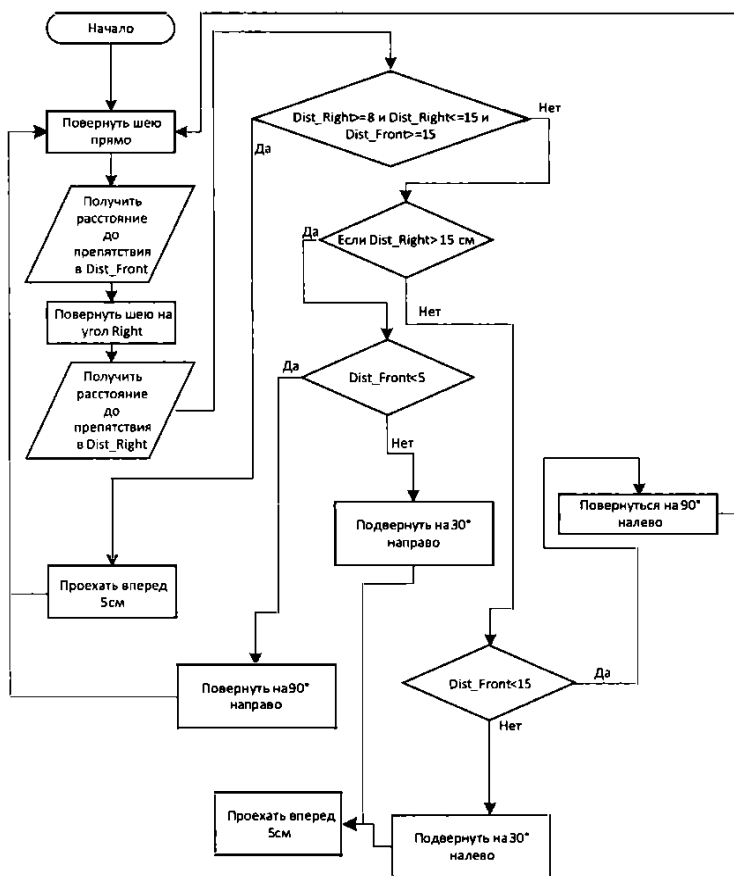 Начало
Повернуть шею
прямо
Получить
расстояние
до
препятствия
в Dist_Front
Повернуть шею на
угол Right
Получить
расстояние
до
препятствия
в Dist_Right
Dist_Right>=8 и Dist_Right<=15 и
Dist_Front>=15
Да
Нет
Если Dist_Right> 15 см
Да
Нет
Dist_Front<5
Да
Нет
Подвернуть на 30°
направо
Повернуться на 90°
налево
Проехать вперед
5см
Повернуть на 90°
направо
Dist_Front<15
Да
Нет
Проехать вперед
5см
Подвернуть на 30°
налево